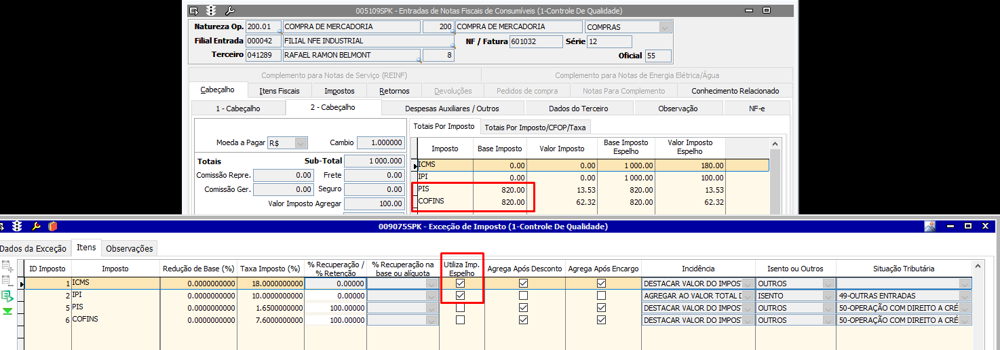 005109SPK - Entradas de Notas Fiscais de Consumíveis (1-Controle De Qualidade)
Natureza Op. 200.01 COMPRA DE MERCADORIA 200 COMPRA DE MERCADORIA COMPRAS
Filial Entrada 000042 FILIAL NFE INDUSTRIAL NF / Fatura 601032 Série 12
Terceiro 041289 RAFAEL RAMON BELMONT 8 Oficial 55
Complemento para Notas de Serviço (REINF) Complemento para Notas de Energia Elétrica/Água
Cabeçalho Itens Fiscais Impostos Retornos Devoluções Pedidos de compra Notas Para Complemento Conhecimento Relacionado
1 - Cabeçalho 2 - Cabeçalho Despesas Auxiliares / Outros Dados do Terceiro Observação NF-e
Totais Por Imposto Totais Por Imposto/CFOP/Taxa
Moeda a Pagar R$ Cambio 1.000000
Totais Sub-Total 1 000.000
Comissão Repre. 0.00 Frete 0.00
Comissão Ger. 0.00 Seguro 0.00
Valor Imposto Agregar 100.00
Imposto Base Imposto Valor Imposto Base Imposto Espelho Valor Imposto Espelho
ICMS 0.00 0.00 1 000.00 180.00
IPI 0.00 0.00 1 000.00 100.00
PIS 820.00 13.53 820.00 13.53
COFINS 820.00 62.32 820.00 62.32
009075SPK - Exceção de Imposto (1-Controle De Qualidade)
Dados da Exceção Itens Observações
ID Imposto Imposto Redução de Base (%) Taxa Imposto (%) % Recuperação / % Retenção % Recuperação na base ou alíquota Utiliza Imp. Espelho Agrega Após Desconto Agrega Após Encargo Incidência Isento ou Outros Situação Tributária
1 ICMS 0.0000000000 18.0000000000 0.00000 DESTACAR VALOR DO IMPOST OUTROS
2 IPI 0.0000000000 10.0000000000 0.00000 AGREGAR AO VALOR TOTAL D ISENTO 49-OUTRAS ENTRADAS
5 PIS 0.0000000000 1.6500000000 100.00000 DESTACAR VALOR DO IMPOST OUTROS 50-OPERAÇÃO COM DIREITO A CRÉ
6 COFINS 0.0000000000 7.6000000000 100.00000 DESTACAR VALOR DO IMPOST OUTROS 50-OPERAÇÃO COM DIREITO A CRÉ